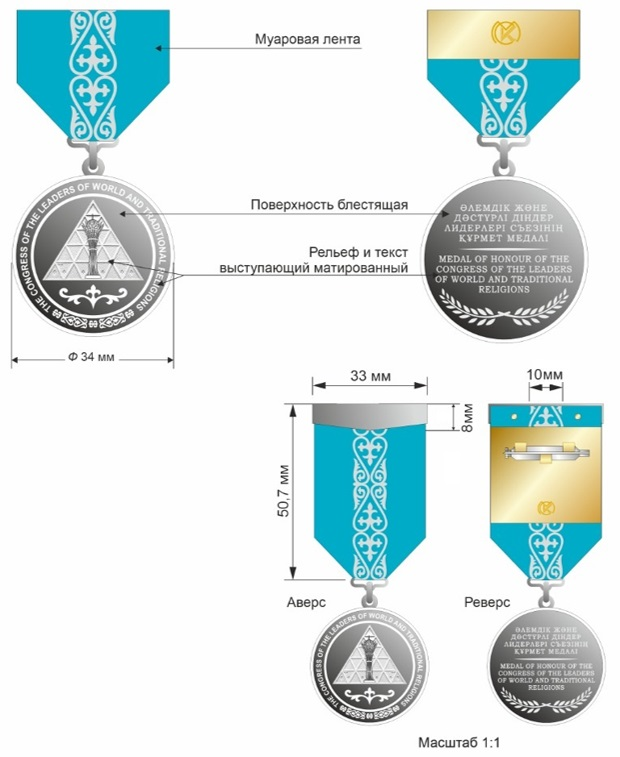 Муаровая лента
Поверхность блестящая
Рельеф и текст
выступающий матированный
THE CONGRESS OF THE LEADERS OF WORLD AND TRADITIONAL RELIGIONS
ӘЛЕМДІК ЖӘНЕ
ДӘСТҮРЛІ ДІНДЕР
ЛИДЕРЛЕРІ СЪЕЗІНІҢ
ҚҰРМЕТ МЕДАЛІ
MEDAL OF HONOUR OF THE
CONGRESS OF THE LEADERS
OF WORLD AND TRADITIONAL
RELIGIONS
Ф 34 мм
33 мм
10мм
8мм
50,7 мм
Аверс
Реверс
THE CONGRESS OF THE LEADERS OF WORLD AND TRADITIONAL RELIGIONS
ӘЛЕМДІК ЖӘНЕ
ДӘСТҮРЛІ ДІНДЕР
ЛИДЕРЛЕРІ СЪЕЗІНІҢ
ҚҰРМЕТ МЕДАЛІ
MEDAL OF HONOUR OF THE
CONGRESS OF THE LEADERS
OF WORLD AND TRADITIONAL
RELIGIONS
Масштаб 1:1